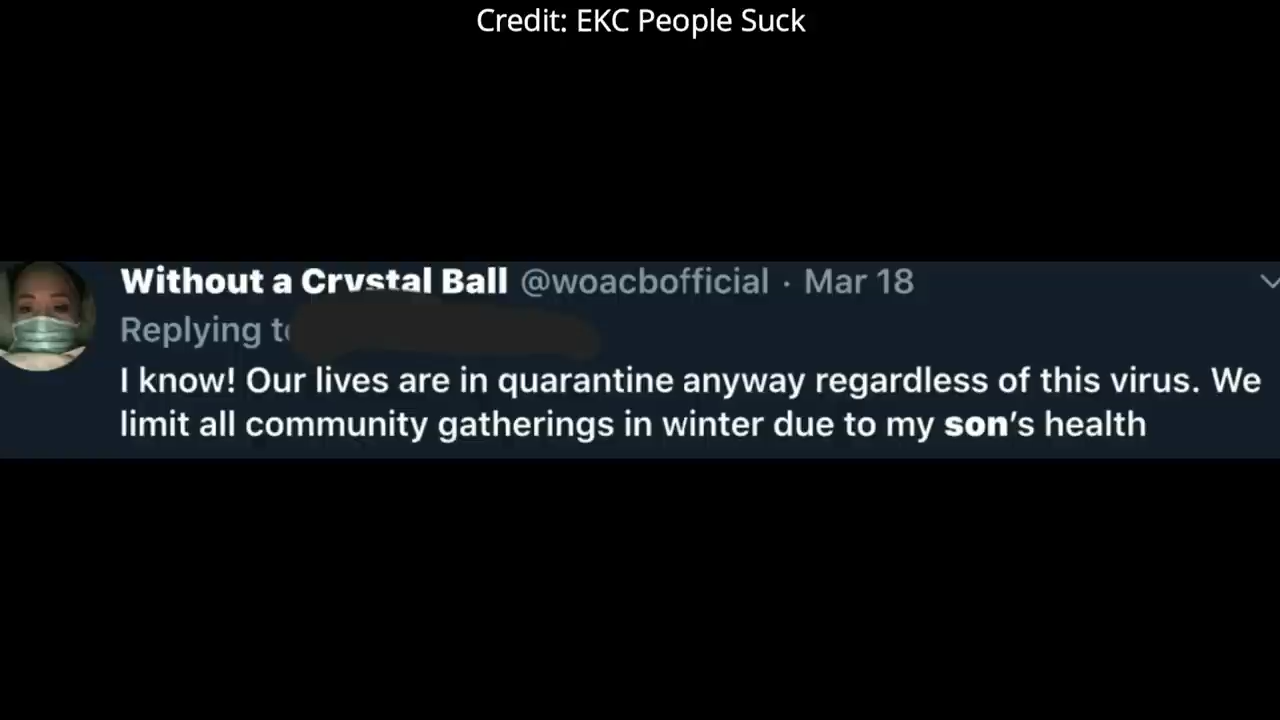 Credit: EKC People Suck
Without a Crystal Ball @woacbofficial · Mar 18
Replying to
I know! Our lives are in quarantine anyway regardless of this virus. We
limit all community gatherings in winter due to my son's health